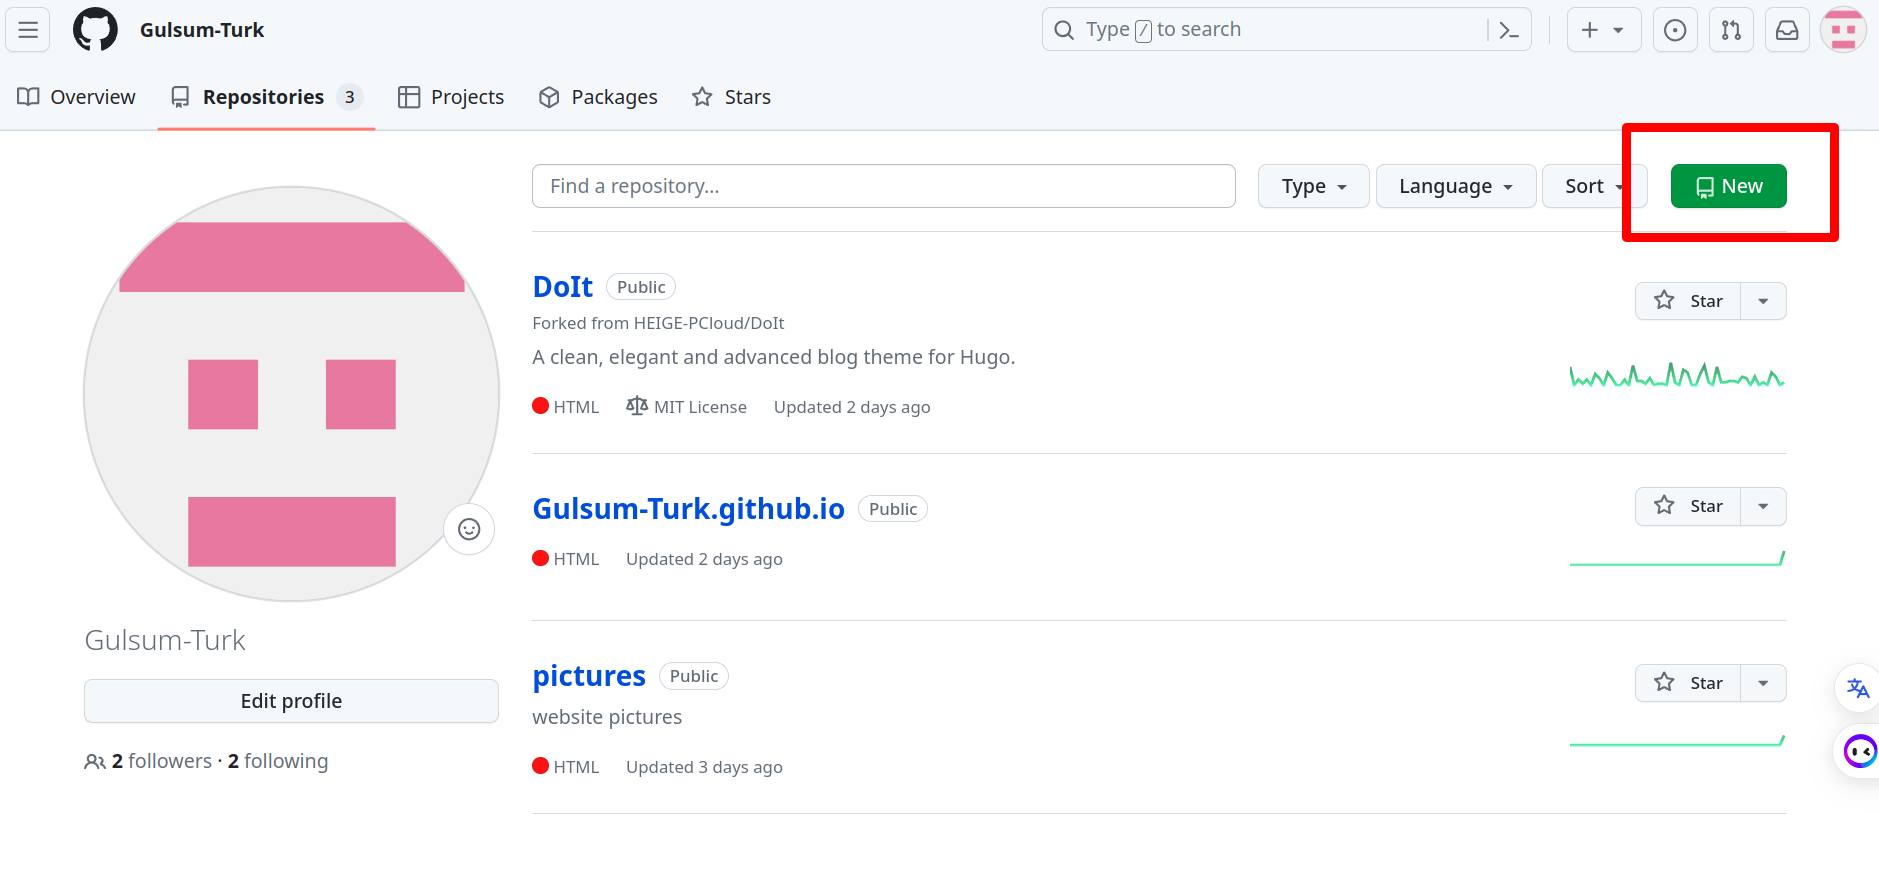 Gulsum-Turk
Type / to search
Overview
Repositories 3
Projects
Packages
Stars
Find a repository...
Type
Language
Sort
New
DoIt Public
Forked from HEIGE-PCloud/DoIt
A clean, elegant and advanced blog theme for Hugo.
HTML MIT License Updated 2 days ago
Star
Gulsum-Turk.github.io Public
HTML Updated 2 days ago
Star
pictures Public
website pictures
HTML Updated 3 days ago
Star
Gulsum-Turk
Edit profile
2 followers · 2 following